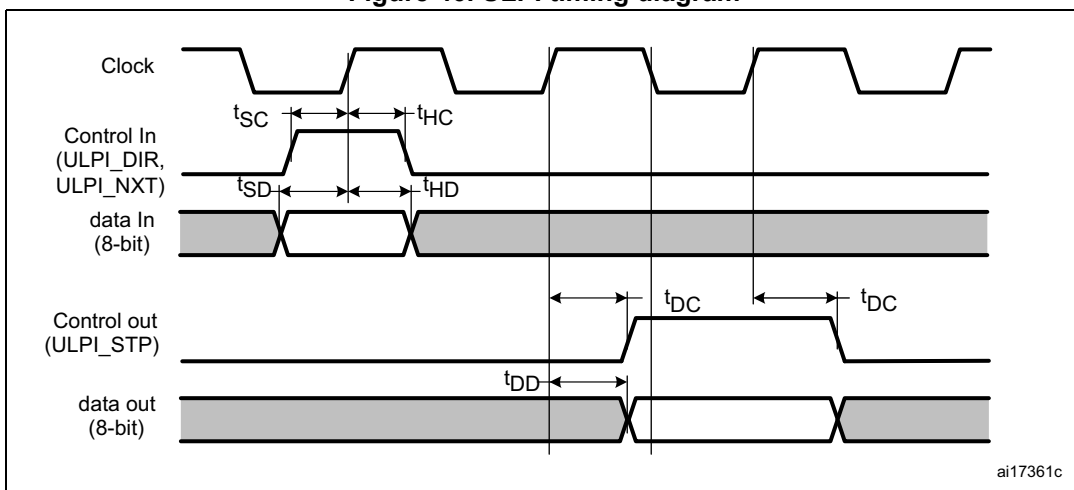 Figure ULPI timing diagram
Clock
tSC
tHC
Control In
(ULPI_DIR,
ULPI_NXT)
tSD
tHD
data In
(8-bit)
tDC
tDC
Control out
(ULPI_STP)
tDD
data out
(8-bit)
ai17361c